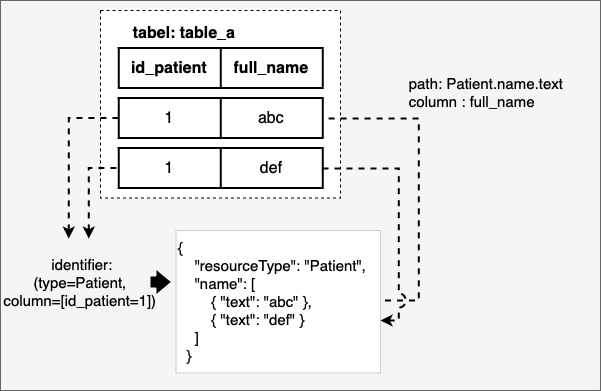 tabel: table_a
id_patient full_name
1 abc
1 def
path: Patient.name.text
column : full_name
identifier:
(type=Patient,
column=[id_patient=1])
{
"resourceType": "Patient",
"name": [
{ "text": "abc" },
{ "text": "def" }
]
}